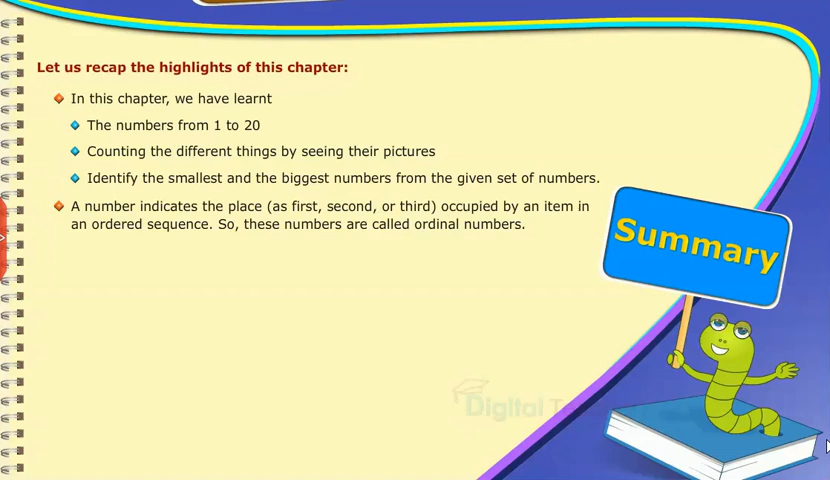 Let us recap the highlights of this chapter:
In this chapter, we have learnt
The numbers from 1 to 20
Counting the different things by seeing their pictures
Identify the smallest and the biggest numbers from the given set of numbers.
A number indicates the place (as first, second, or third) occupied by an item in
an ordered sequence. So, these numbers are called ordinal numbers.
Summary
Digital